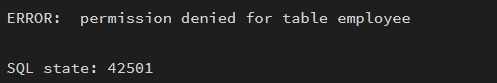 ERROR:  permission denied for table employee
SQL state: 42501